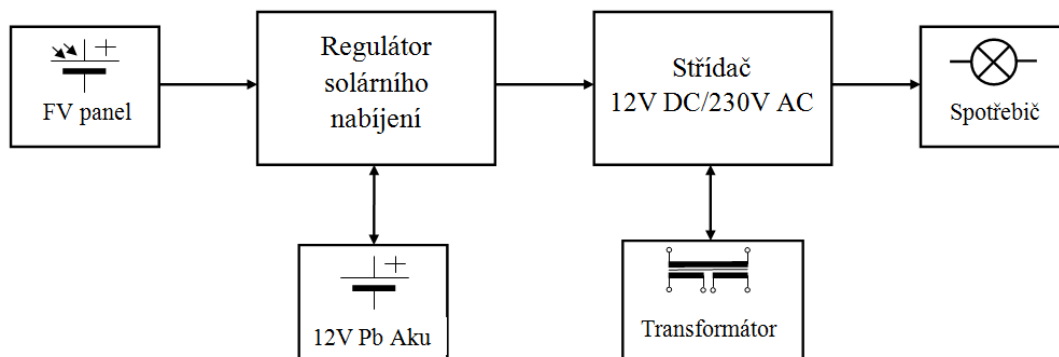 FV panel
Regulátor
solárního
nabíjení
Střídač
12V DC/230V AC
Spotřebič
12V Pb Aku
Transformátor